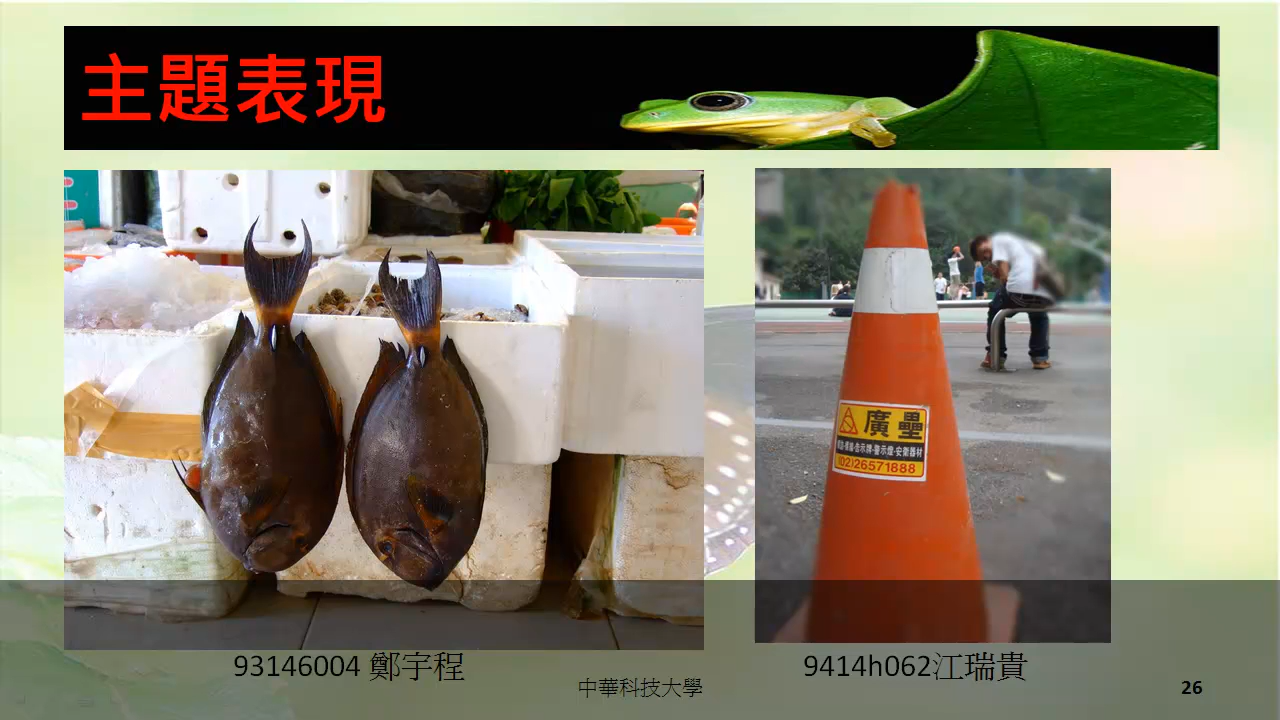 主題表現
廣壘
(02)26571888
93146004 鄭宇程
9414h062江瑞貴
中華科技大學
26